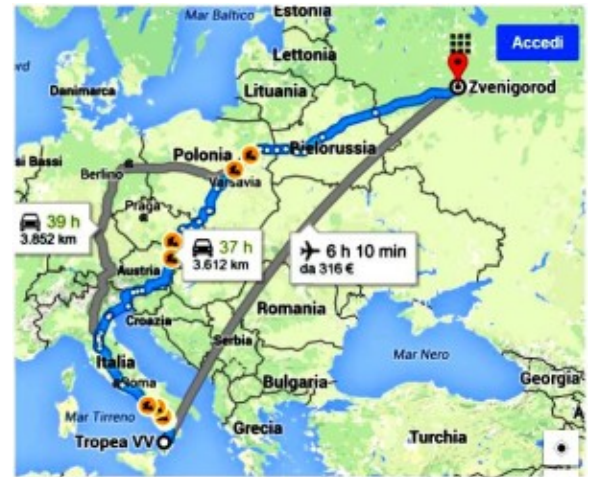 Mar Baltico
Estonia
Accedi
Lettonia
Danimarca
Lituania
Zvenigorod
si Bassi
Polonia
Bielorussia
Berlino
Varsavia
Praga
39 h
3.852 km
37 h
3.612 km
6 h 10 min
da 316 €
Austria
Croazia
Romania
Serbia
Italia
Mar Nero
Roma
Bulgaria
Georgia
Mar Tirreno
Tropea VV
Grecia
Turchia